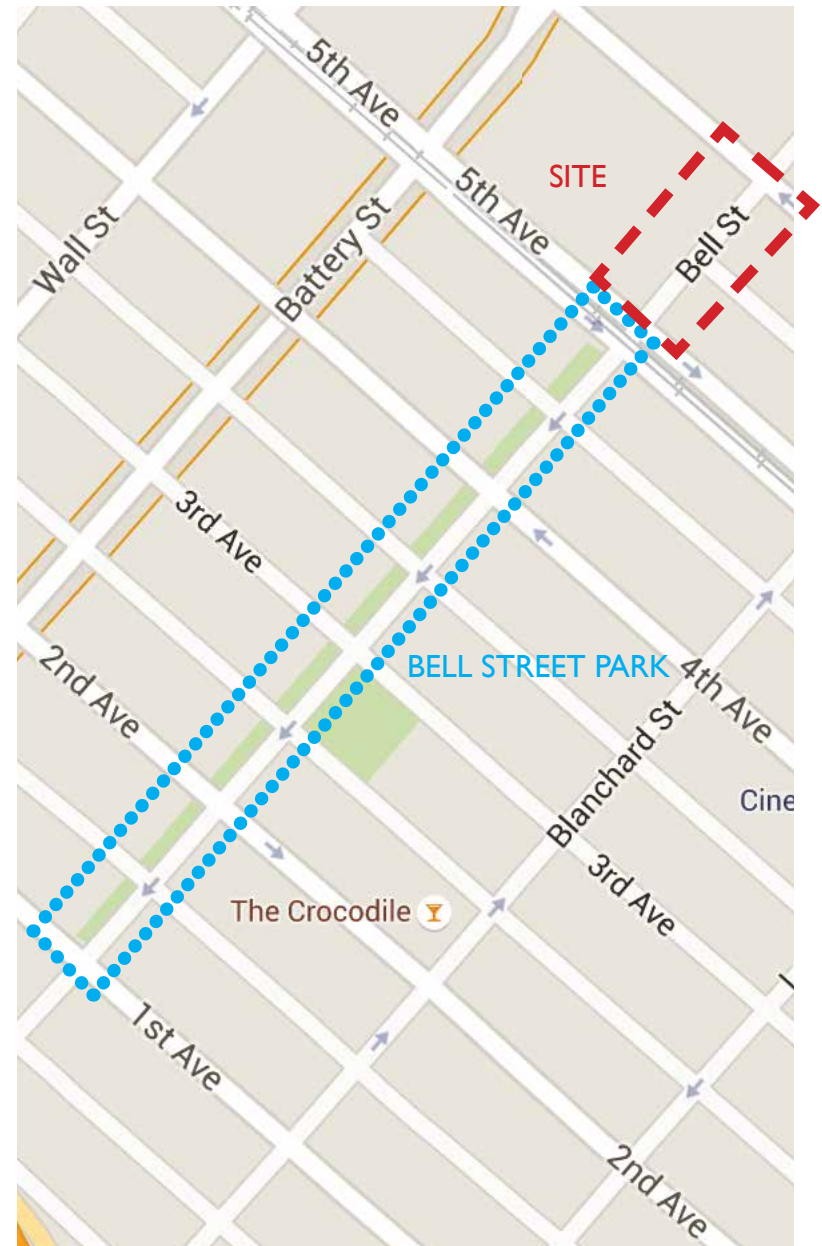 5th Ave
SITE
5th Ave
Wall St
Battery St
Bell St
3rd Ave
2nd Ave
BELL STREET PARK
4th Ave
Blanchard St
Cine
3rd Ave
The Crocodile
1st Ave
2nd Ave